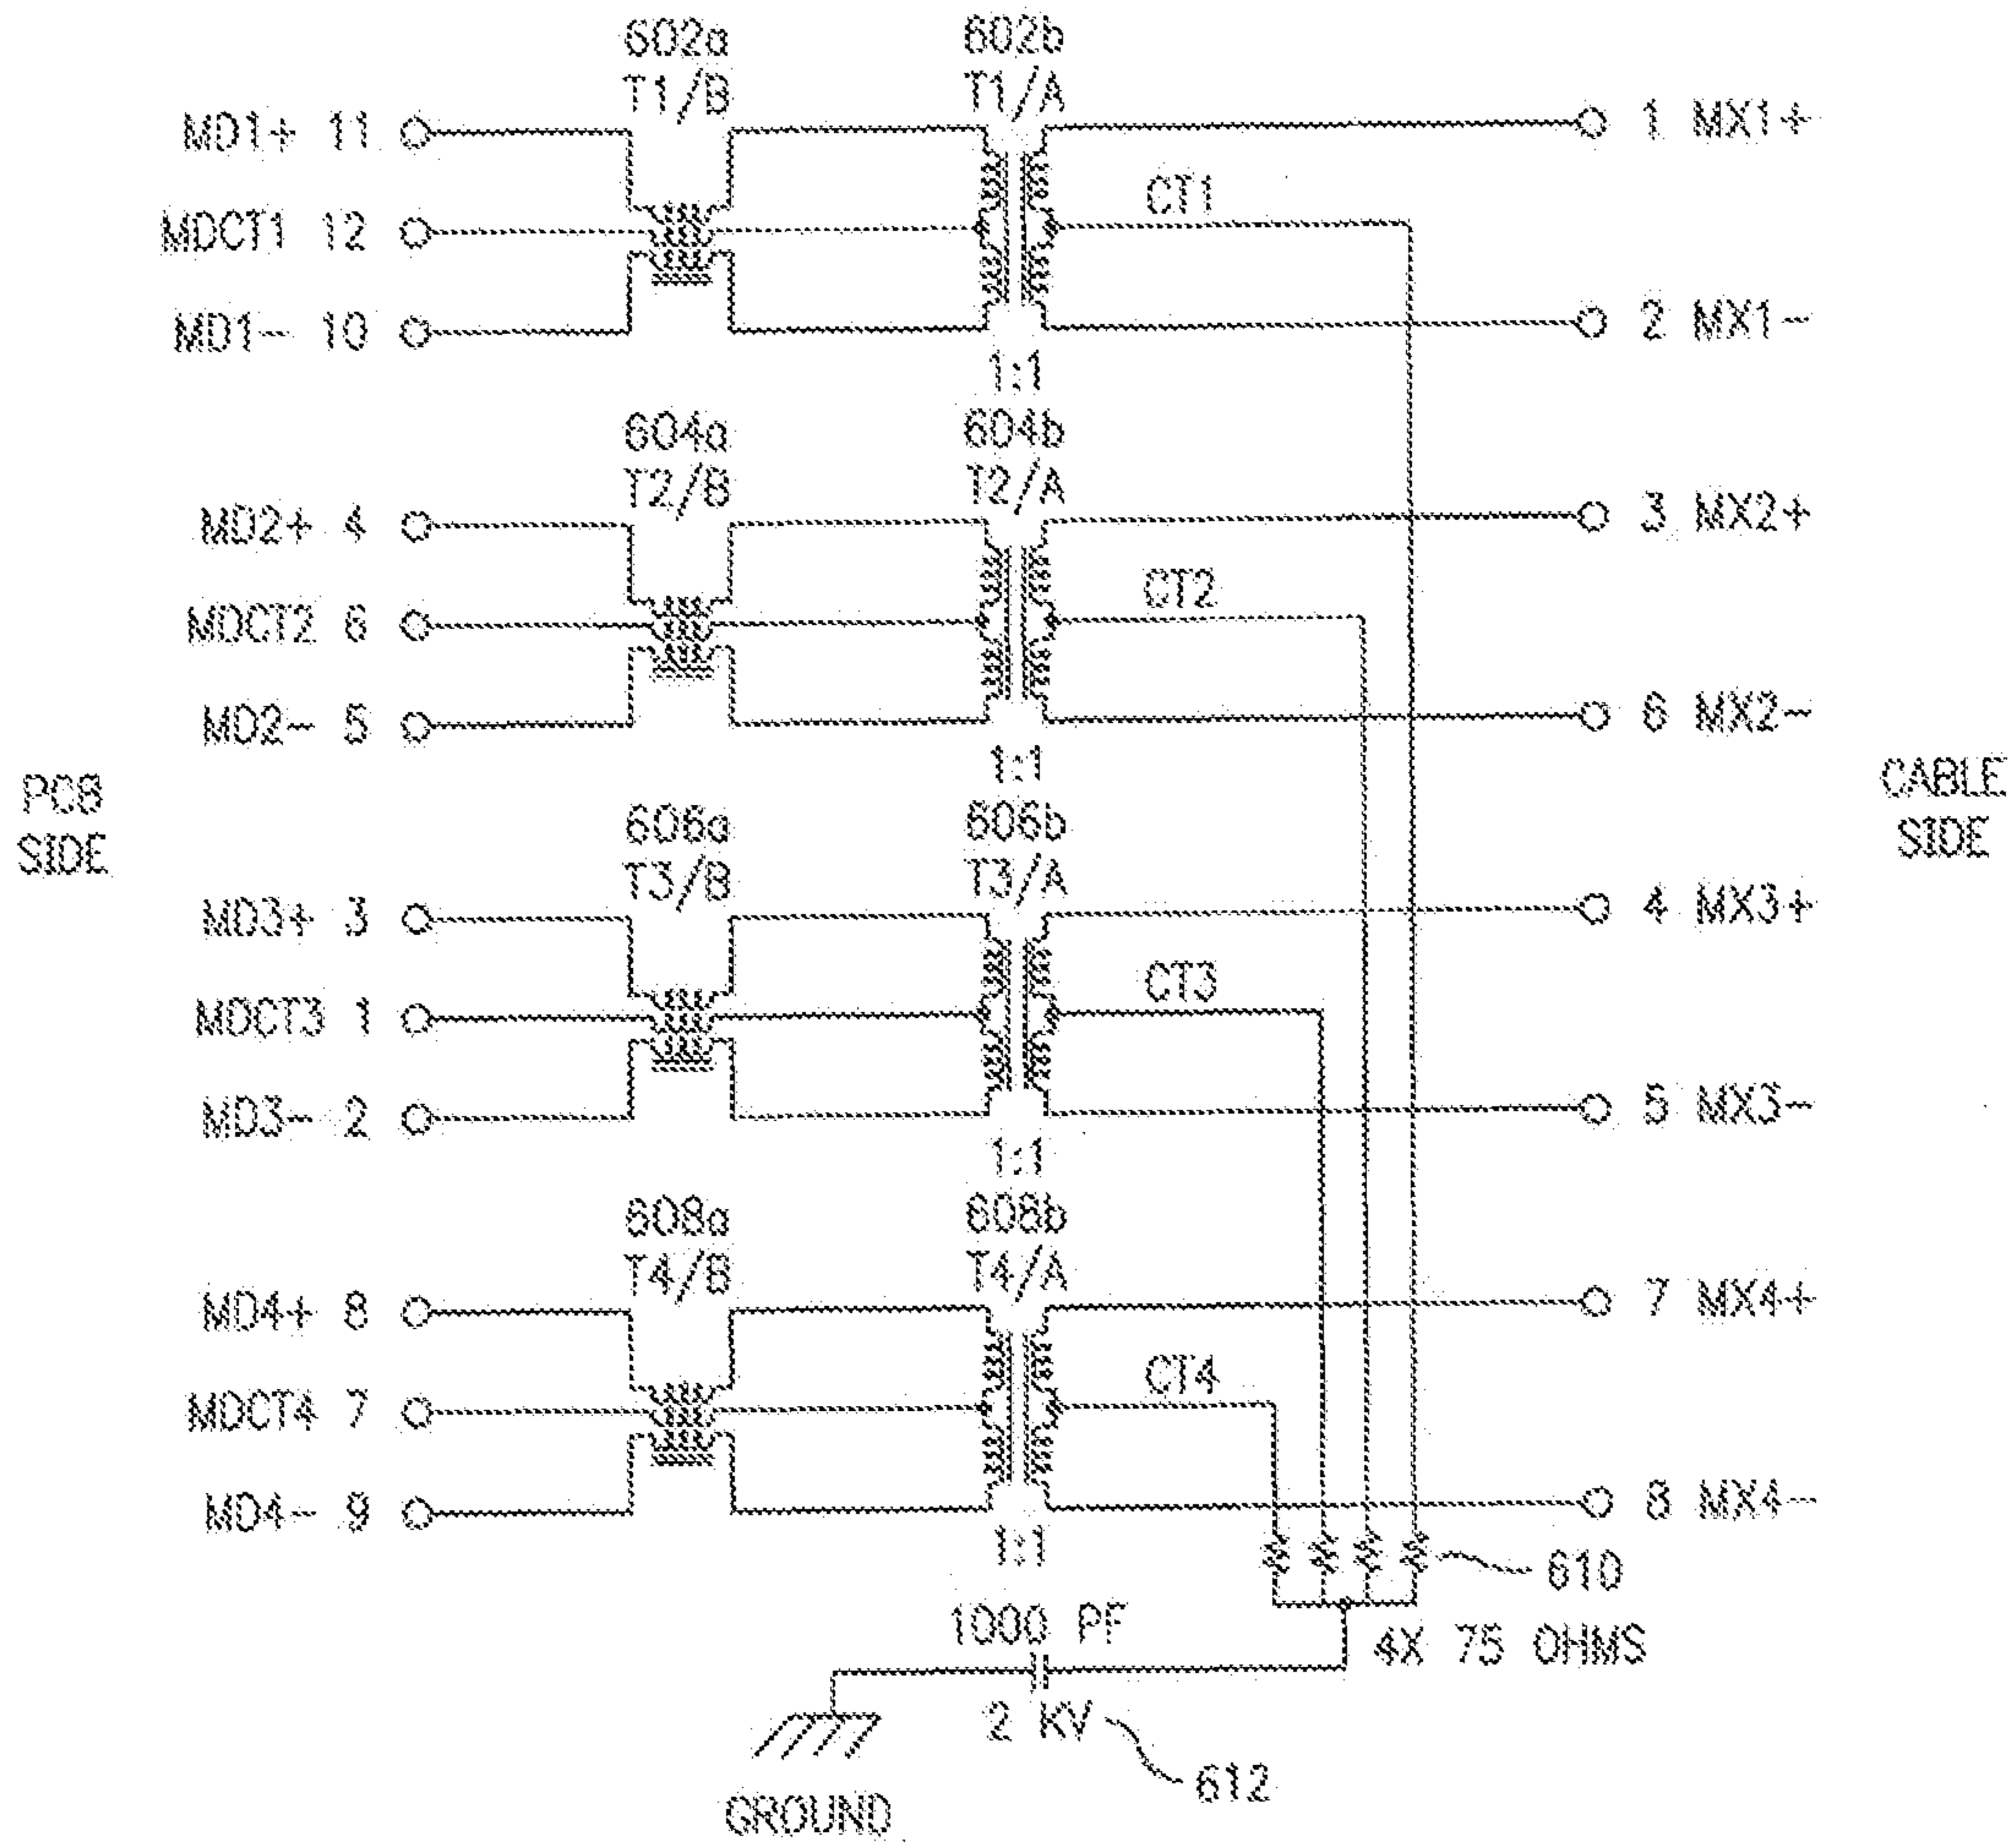 602a 602b
T1/B T1/A
MD1+ 11
1 MX1+
CT1
MDCT1 12
MD1- 10
2 MX1-
1:1
604a 604b
T2/B T2/A
MD2+ 4
3 MX2+
CT2
MDCT2 6
MD2- 5
6 MX2-
1:1
PCB
SIDE
CABLE
SIDE
606a 606b
T3/B T3/A
MD3+ 3
4 MX3+
CT3
MDCT3 1
MD3- 2
5 MX3-
1:1
608a 608b
T4/B T4/A
MD4+ 8
7 MX4+
CT4
MDCT4 7
MD4- 9
8 MX4-
1:1
610
1000 PF
4X 75 OHMS
2 KV
612
GROUND